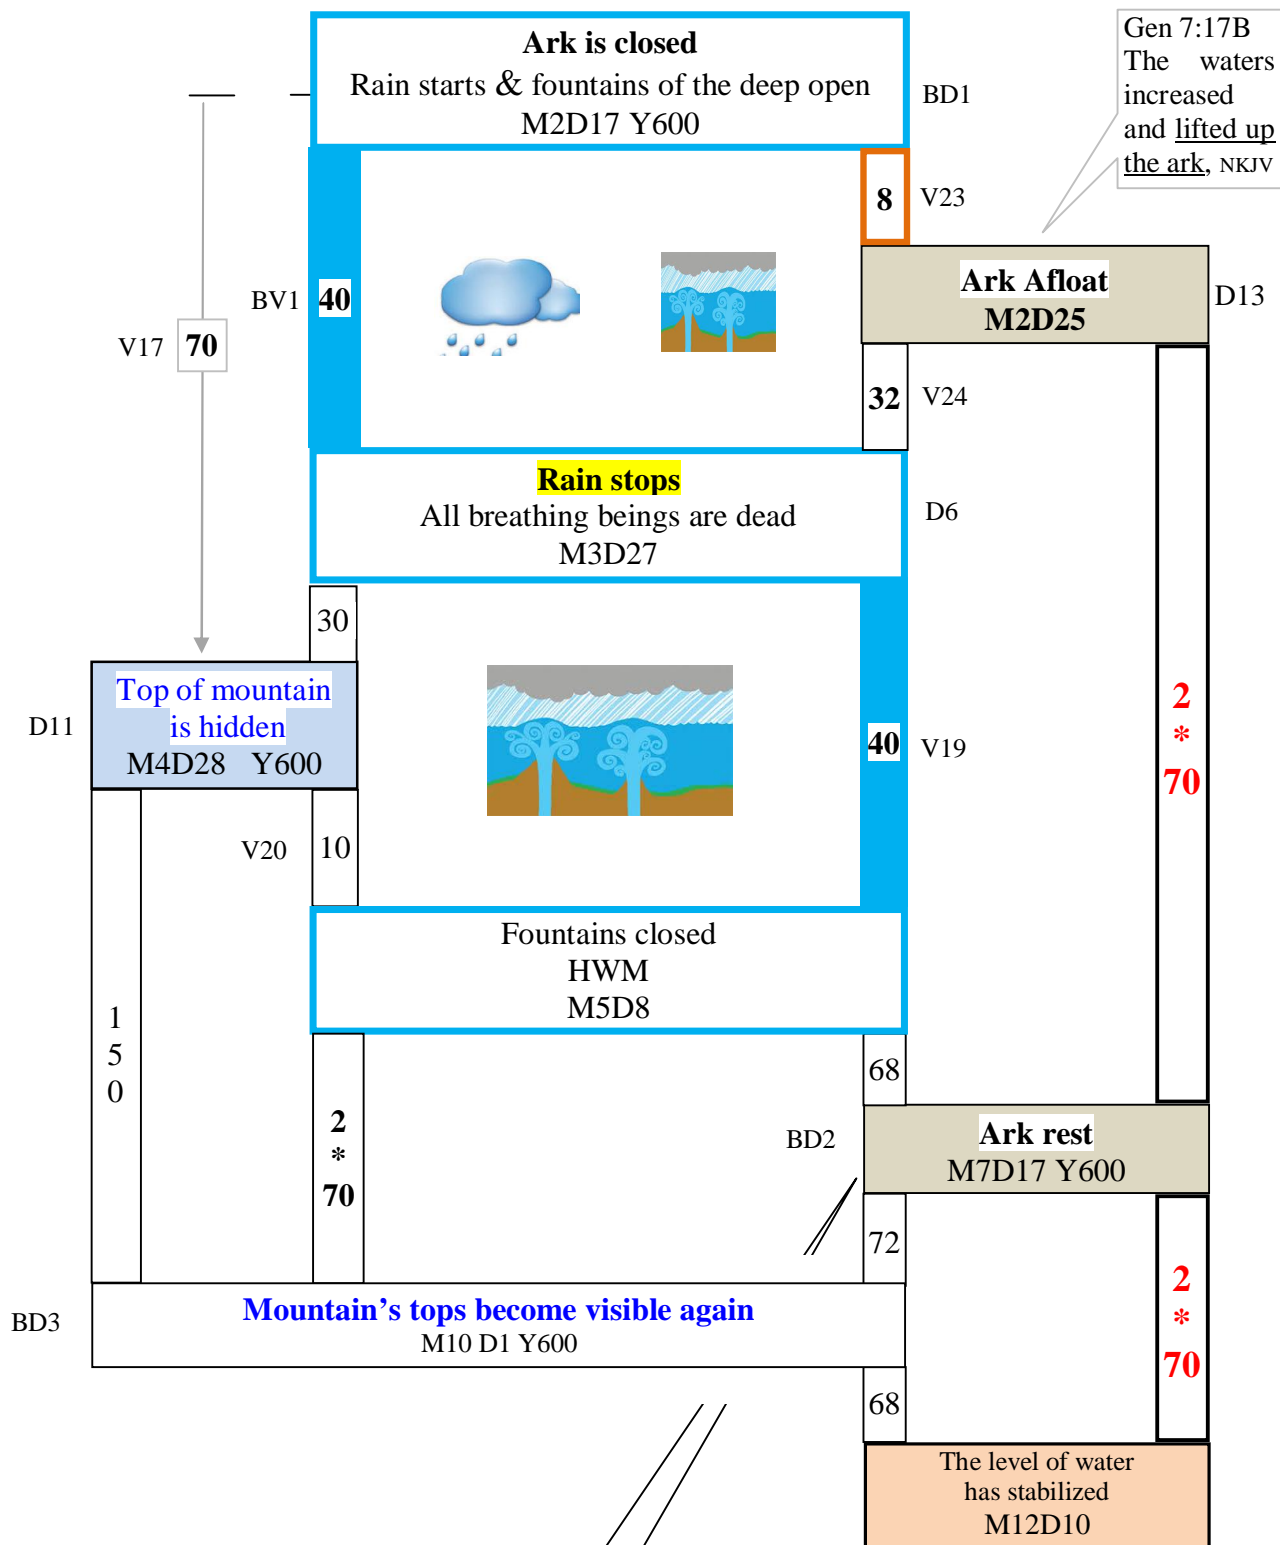 Ark is closed
Rain starts & fountains of the deep open
M2D17 Y600
BD1
Gen 7:17B
The waters
increased
and lifted up
the ark, NKJV
8
V23
Ark Afloat
M2D25
D13
BV1
40
V17
70
32
V24
Rain stops
All breathing beings are dead
M3D27
D6
30
Top of mountain
is hidden
M4D28 Y600
D11
40
V19
2
*
70
V20
10
Fountains closed
HWM
M5D8
1
5
0
68
2
*
70
BD2
Ark rest
M7D17 Y600
72
2
*
70
BD3
Mountain’s tops become visible again
M10 D1 Y600
68
The level of water
has stabilized
M12D10